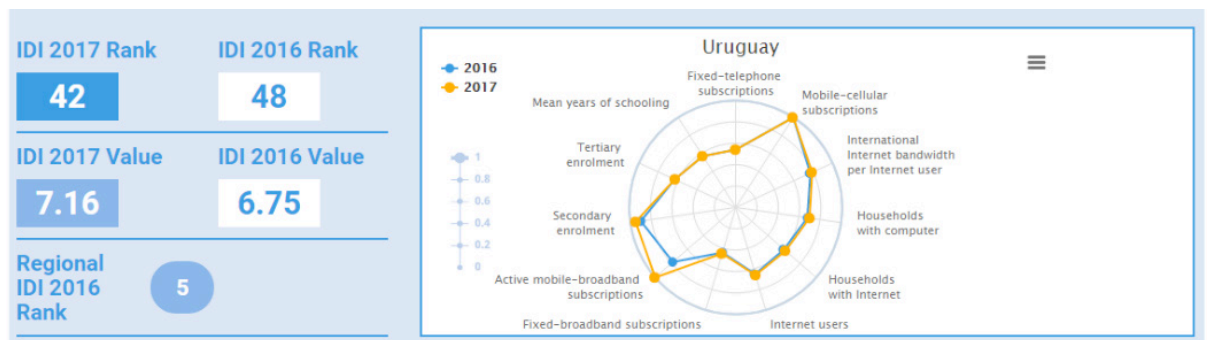 IDI 2017 Rank
IDI 2016 Rank
42
48
IDI 2017 Value
IDI 2016 Value
7.16
6.75
Regional
IDI 2016
Rank
5
Uruguay
2016
2017
1
0.8
0.6
0.4
0.2
0
Fixed-telephone
subscriptions
Mobile-cellular
subscriptions
International
Internet bandwidth
per Internet user
Households
with computer
Households
with Internet
Internet users
Fixed-broadband subscriptions
Active mobile-broadband
subscriptions
Secondary
enrolment
Tertiary
enrolment
Mean years of schooling